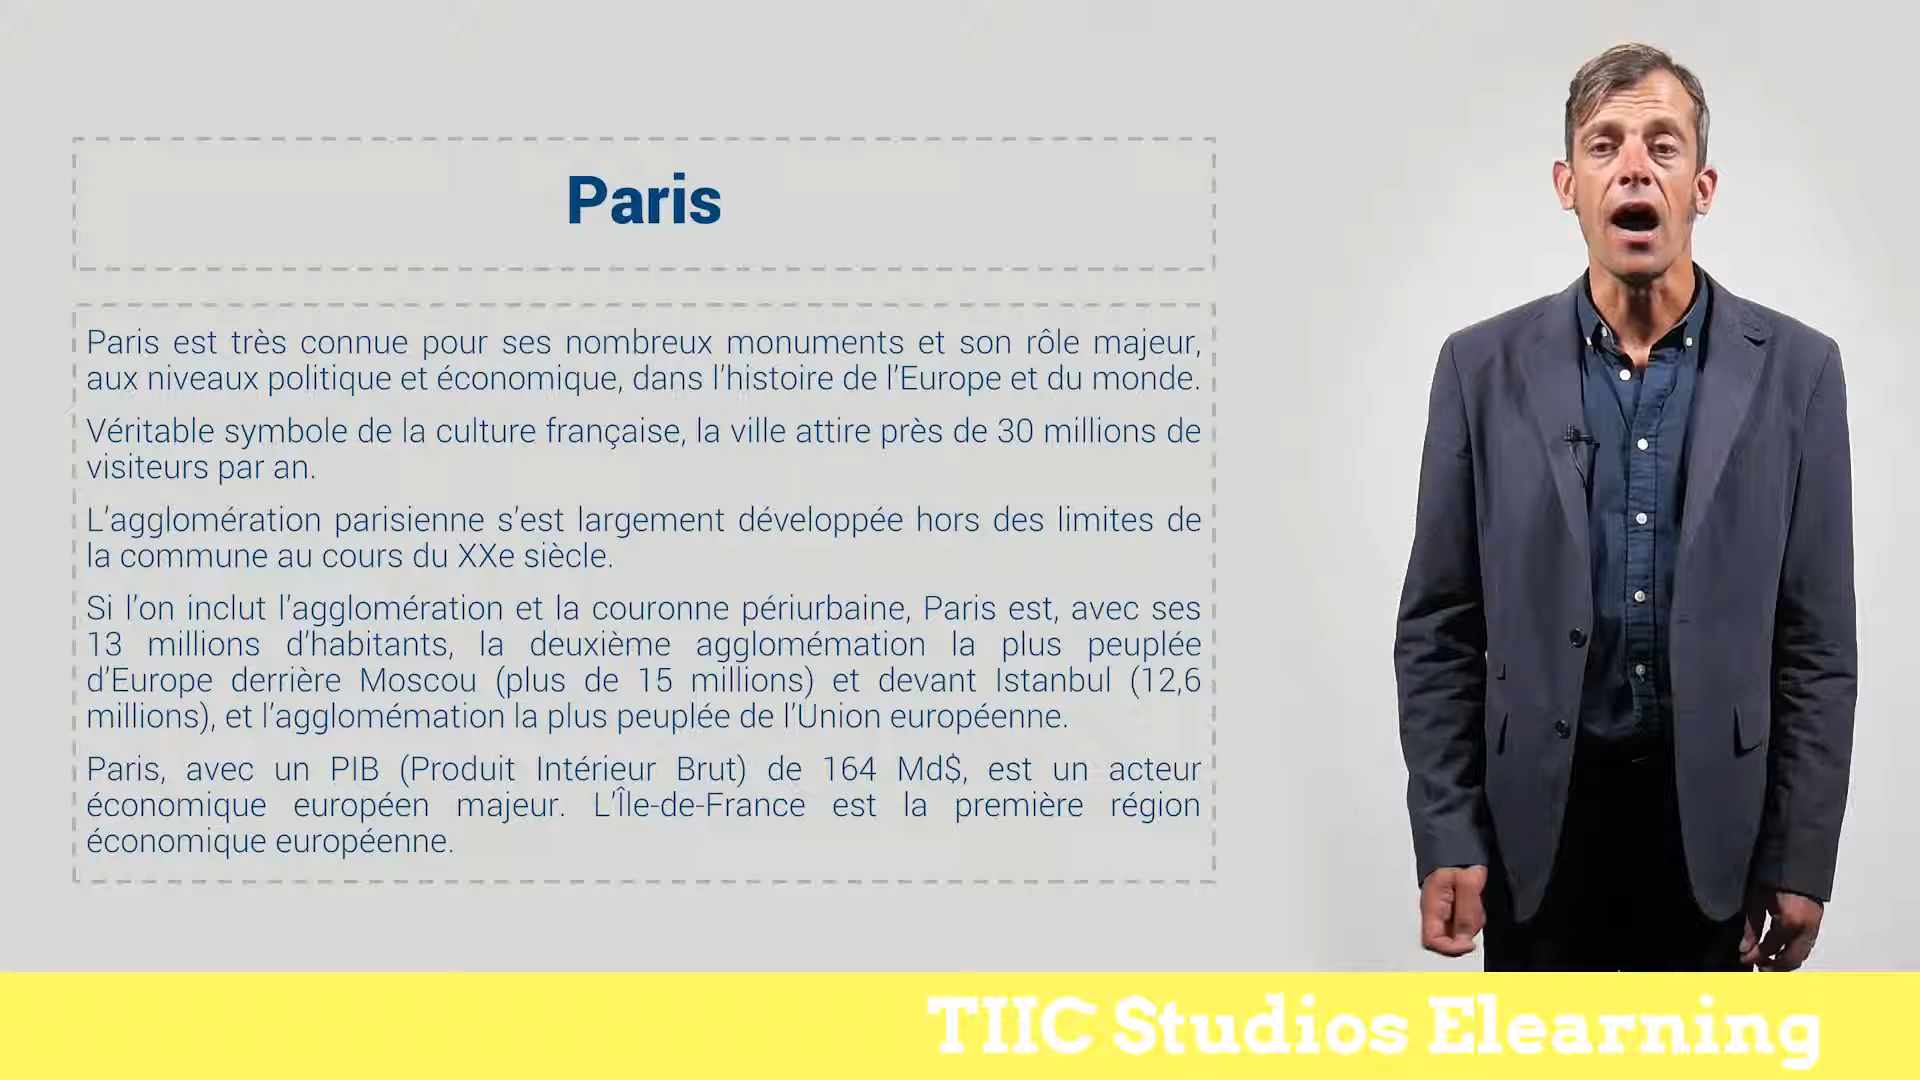 Paris
Paris est très connue pour ses nombreux monuments et son rôle majeur,
aux niveaux politique et économique, dans l'histoire de l'Europe et du monde.
Véritable symbole de la culture française, la ville attire près de 30 millions de
visiteurs par an.
L'agglomération parisienne s'est largement développée hors des limites de
la commune au cours du XXe siècle.
Si l'on inclut l'agglomération et la couronne périurbaine, Paris est, avec ses
13 millions d'habitants, la deuxième agglomémation la plus peuplée
d'Europe derrière Moscou (plus de 15 millions) et devant Istanbul (12,6
millions), et l'agglomémation la plus peuplée de l'Union européenne.
Paris, avec un PIB (Produit Intérieur Brut) de 164 Md$, est un acteur
économique européen majeur. L'Île-de-France est la première région
économique européenne.
TIIC Studios Elearning